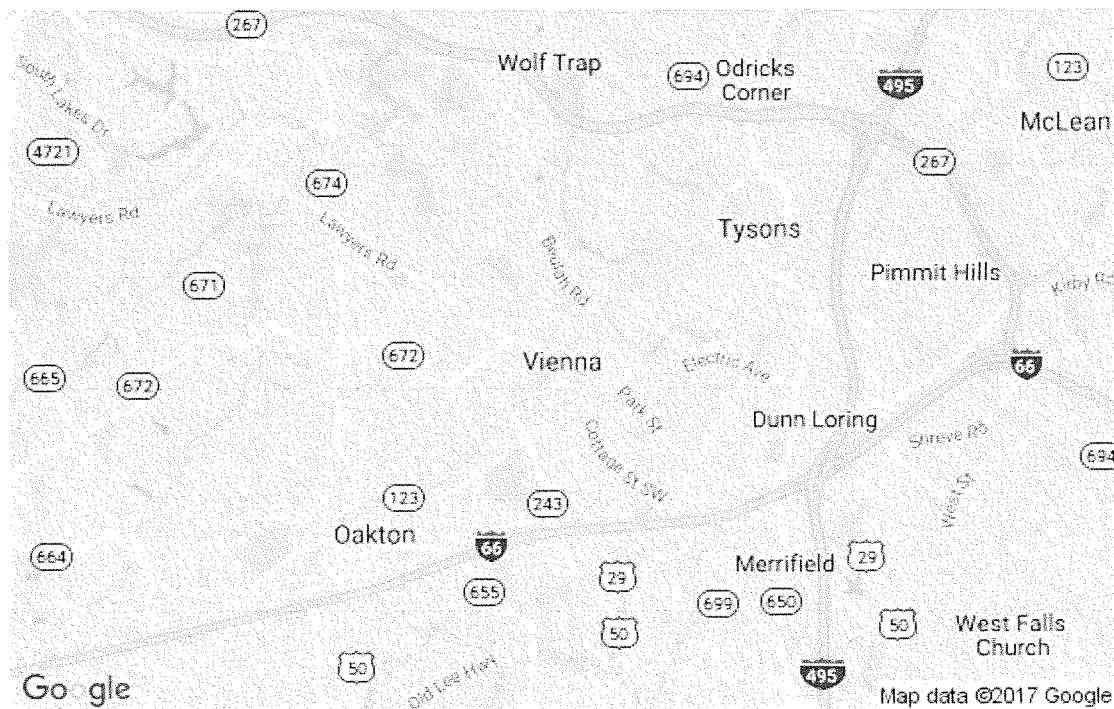 267
Wolf Trap
694
Odricks
Corner
495
123
South Lakes Dr
McLean
4721
267
674
Lawyers Rd
Lawyers Rd
Tysons
Beulah Rd
Pimmit Hills
671
Kirby Rd
Vienna
672
Electric Ave
66
665
672
Park St
Dunn Loring
Shreve Rd
Cottage St SW
694
123
243
West St
Oakton
66
664
Merrifield
29
655
29
699
650
50
50
West Falls
Church
50
Old Lee Hwy
495
Google
Map data ©2017 Google